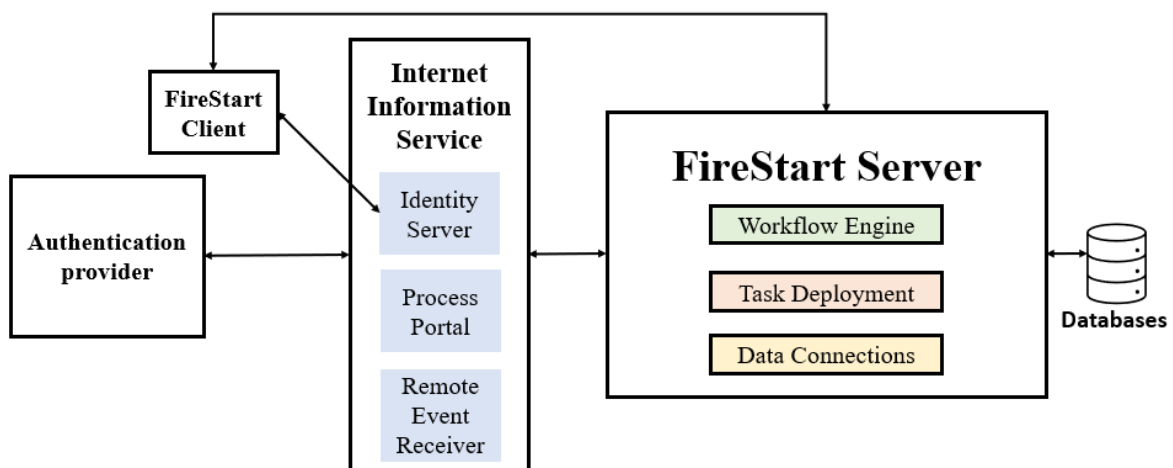 FireStart
Client
Authentication
provider
Internet
Information
Service
Identity
Server
Process
Portal
Remote
Event
Receiver
FireStart Server
Workflow Engine
Task Deployment
Data Connections
Databases